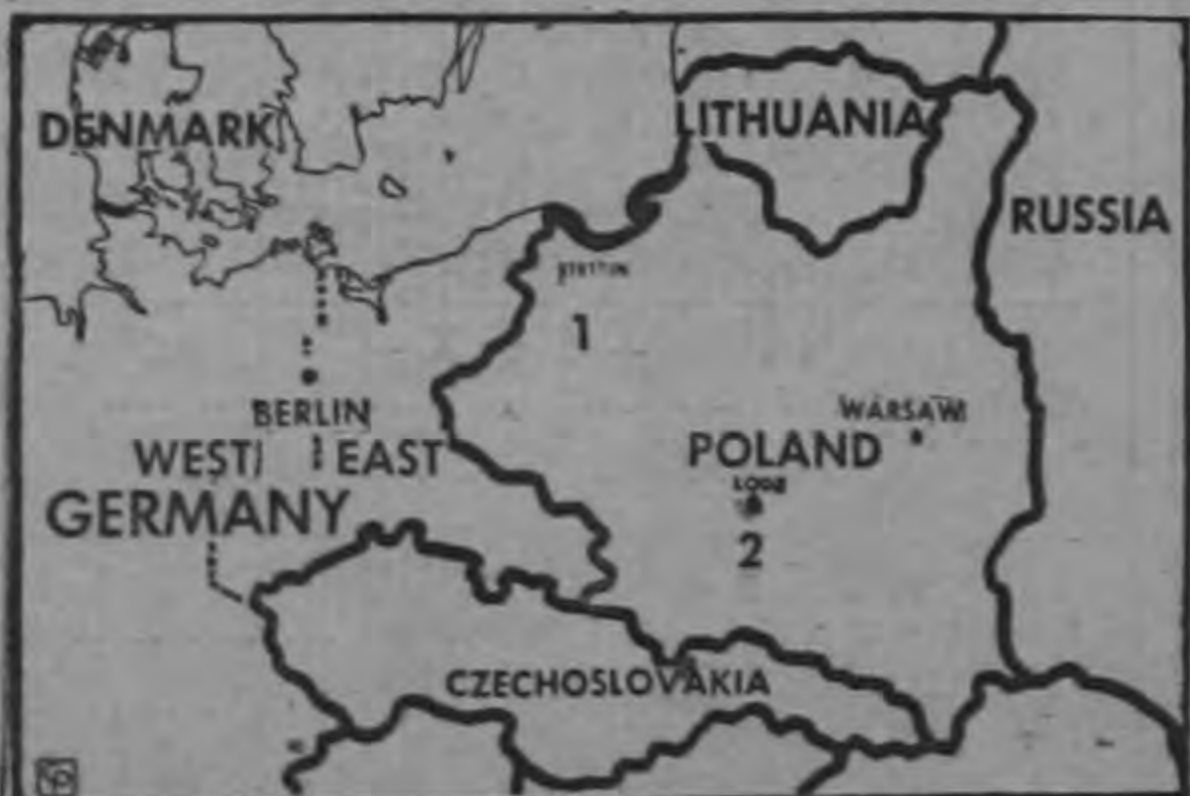 DENMARK
LITHUANIA
RUSSIA
STETTIN
1
BERLIN
WARSAW
WEST EAST
POLAND
GERMANY
LODZ
2
CZECHOSLOVAKIA